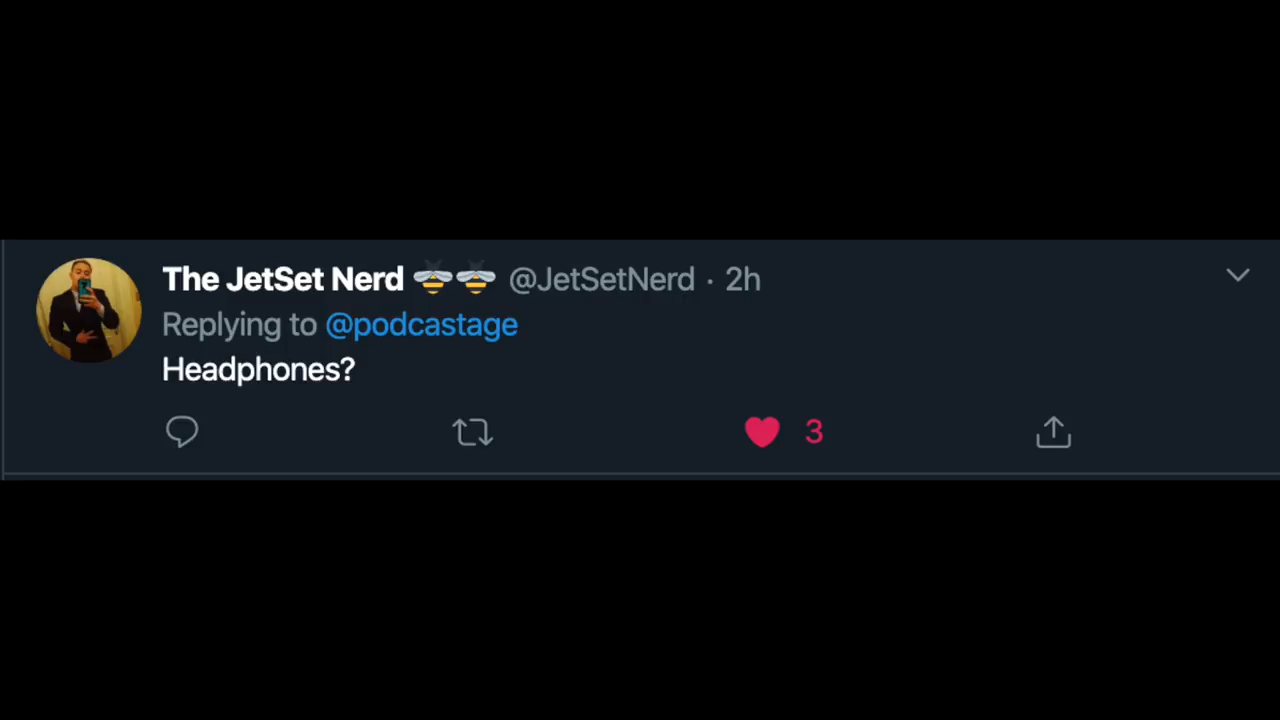 The JetSet Nerd 🐝🐝 @JetSetNerd · 2h
Replying to @podcastage
Headphones?
3